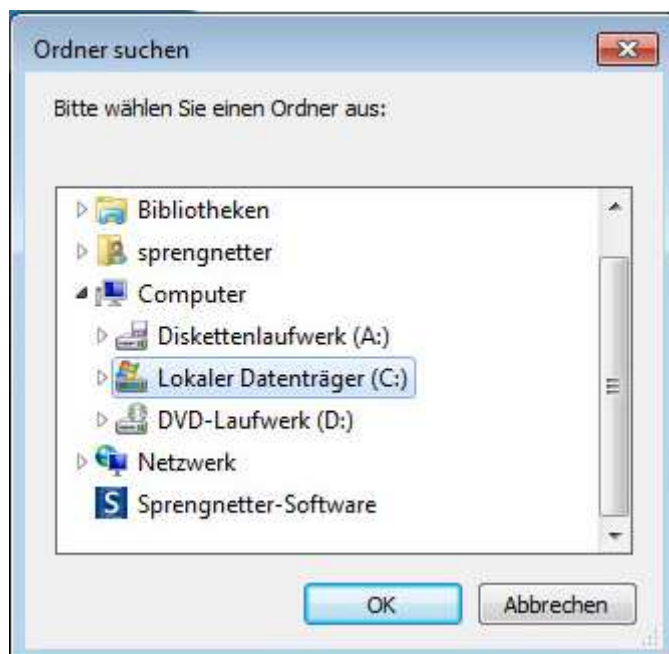 Ordner suchen
Bitte wählen Sie einen Ordner aus:
Bibliotheken
sprengnetter
Computer
Diskettenlaufwerk (A:)
Lokaler Datenträger (C:)
DVD-Laufwerk (D:)
Netzwerk
S Sprengnetter-Software
OK Abbrechen